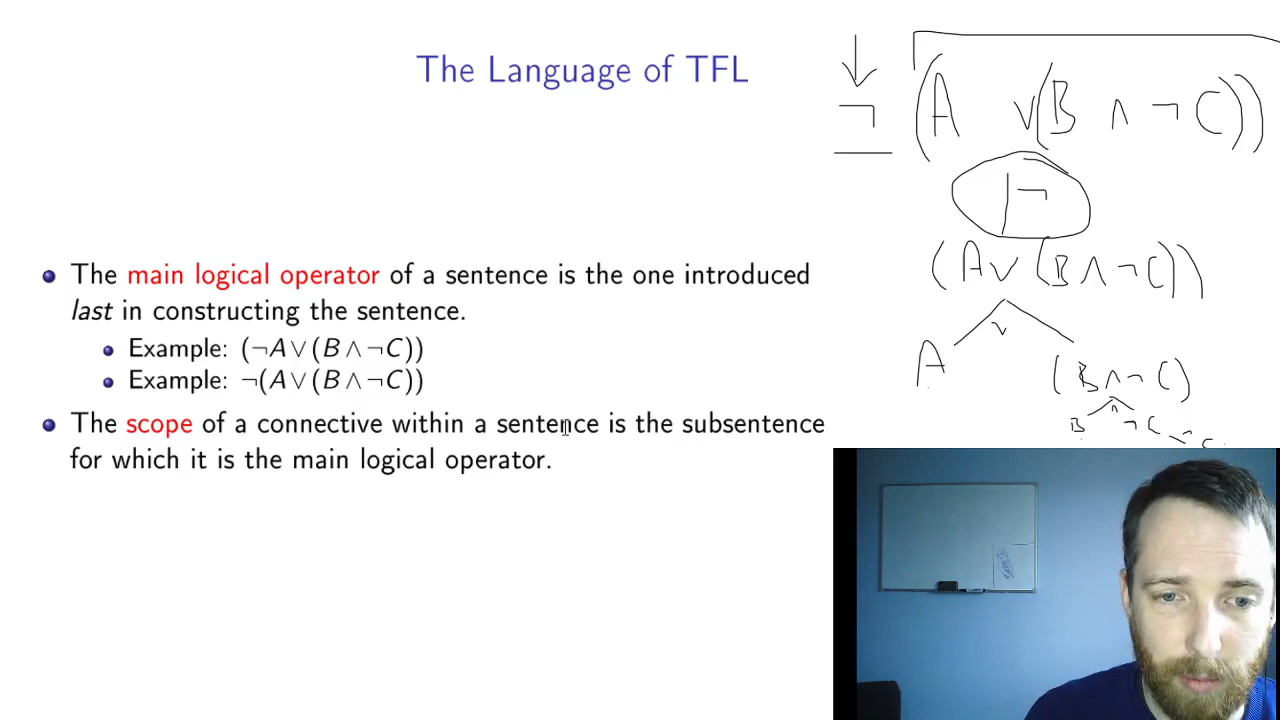 The Language of TFL
¬ (A ∨ (B ∧ ¬ C))
¬
(A ∨ (B ∧ ¬ C))
∨
A
(B ∧ ¬ C)
∧
B ¬ C
¬ C
The main logical operator of a sentence is the one introduced
last in constructing the sentence.
Example: (¬A ∨ (B ∧ ¬C))
Example: ¬(A ∨ (B ∧ ¬C))
The scope of a connective within a sentence is the subsentence
for which it is the main logical operator.